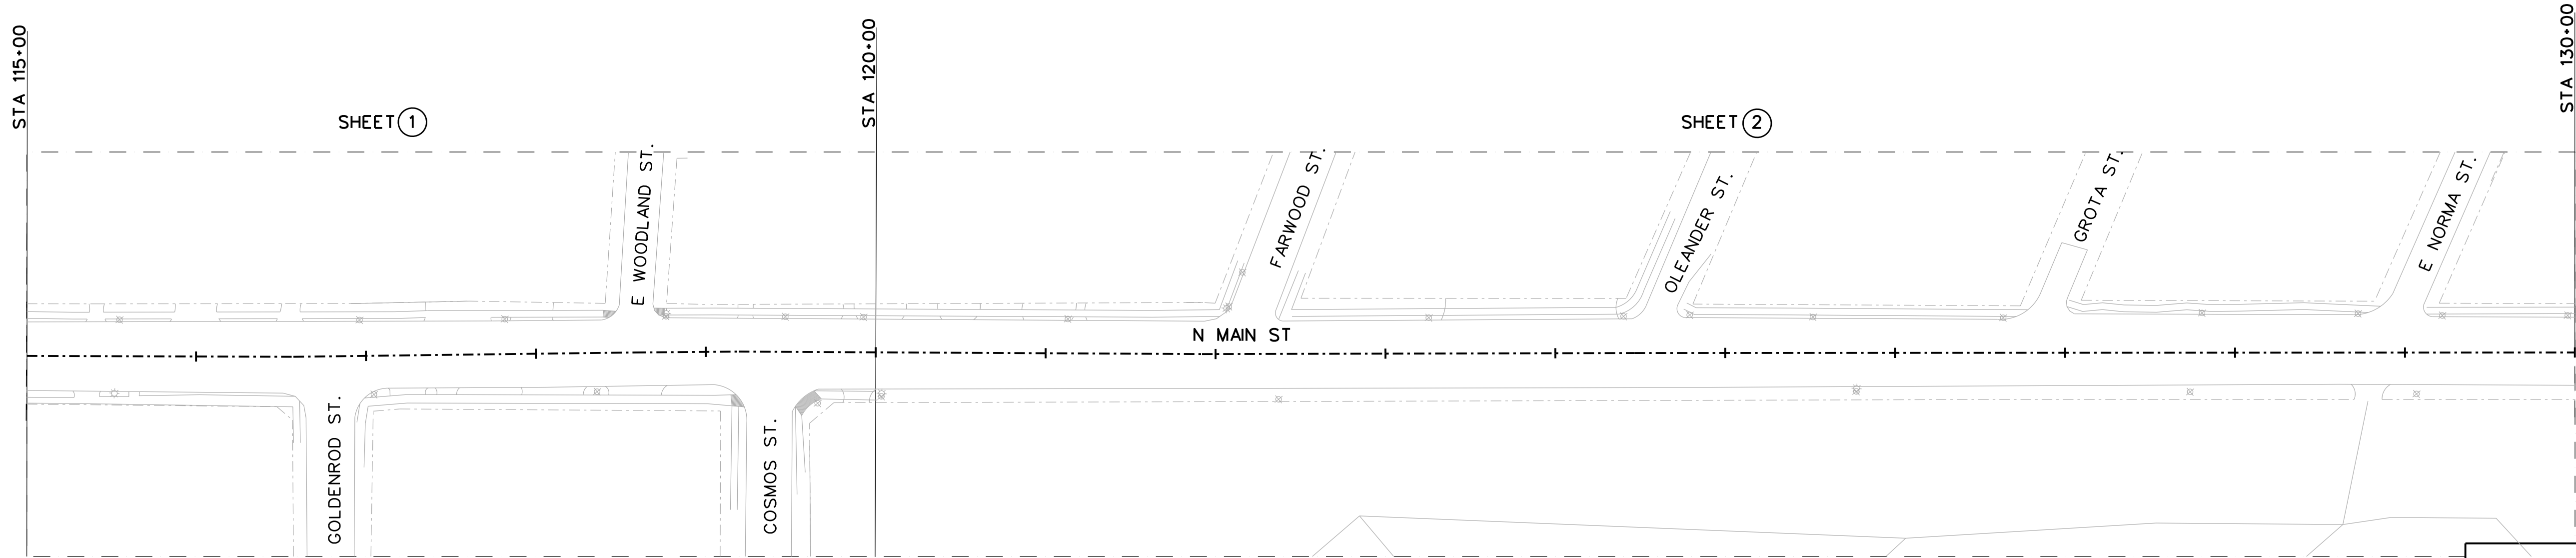 STA 115+00
STA 120+00
STA 130+00
SHEET 1
SHEET 2
E WOODLAND ST.
FARWOOD ST.
OLEANDER ST.
GROTA ST.
E NORMA ST.
N MAIN ST
GOLDENROD ST.
COSMOS ST.